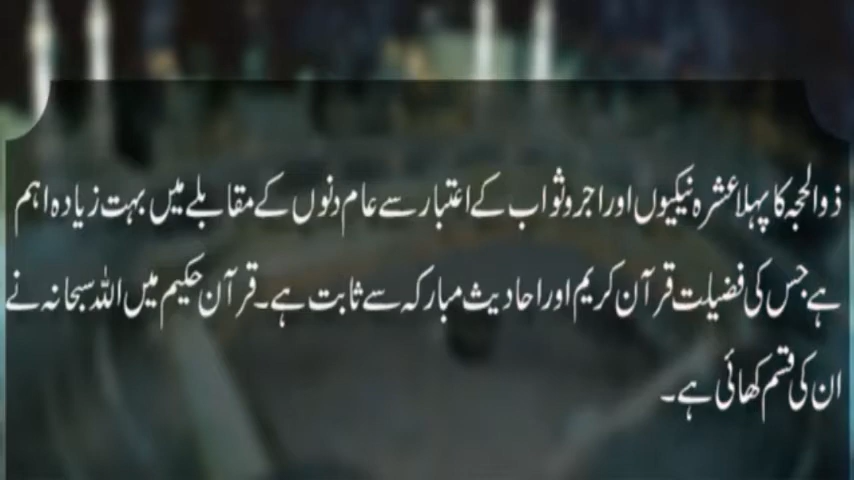 ذوالحجہ کا پہلا عشرہ نیکیوں اور اجر و ثواب کے اعتبار سے عام دنوں کے مقابلے میں بہت زیادہ اہم
ہے جس کی فضیلت قرآن کریم اور احادیث مبارکہ سے ثابت ہے۔ قرآن حکیم میں اللہ سبحانہ نے
ان کی قسم کھائی ہے۔